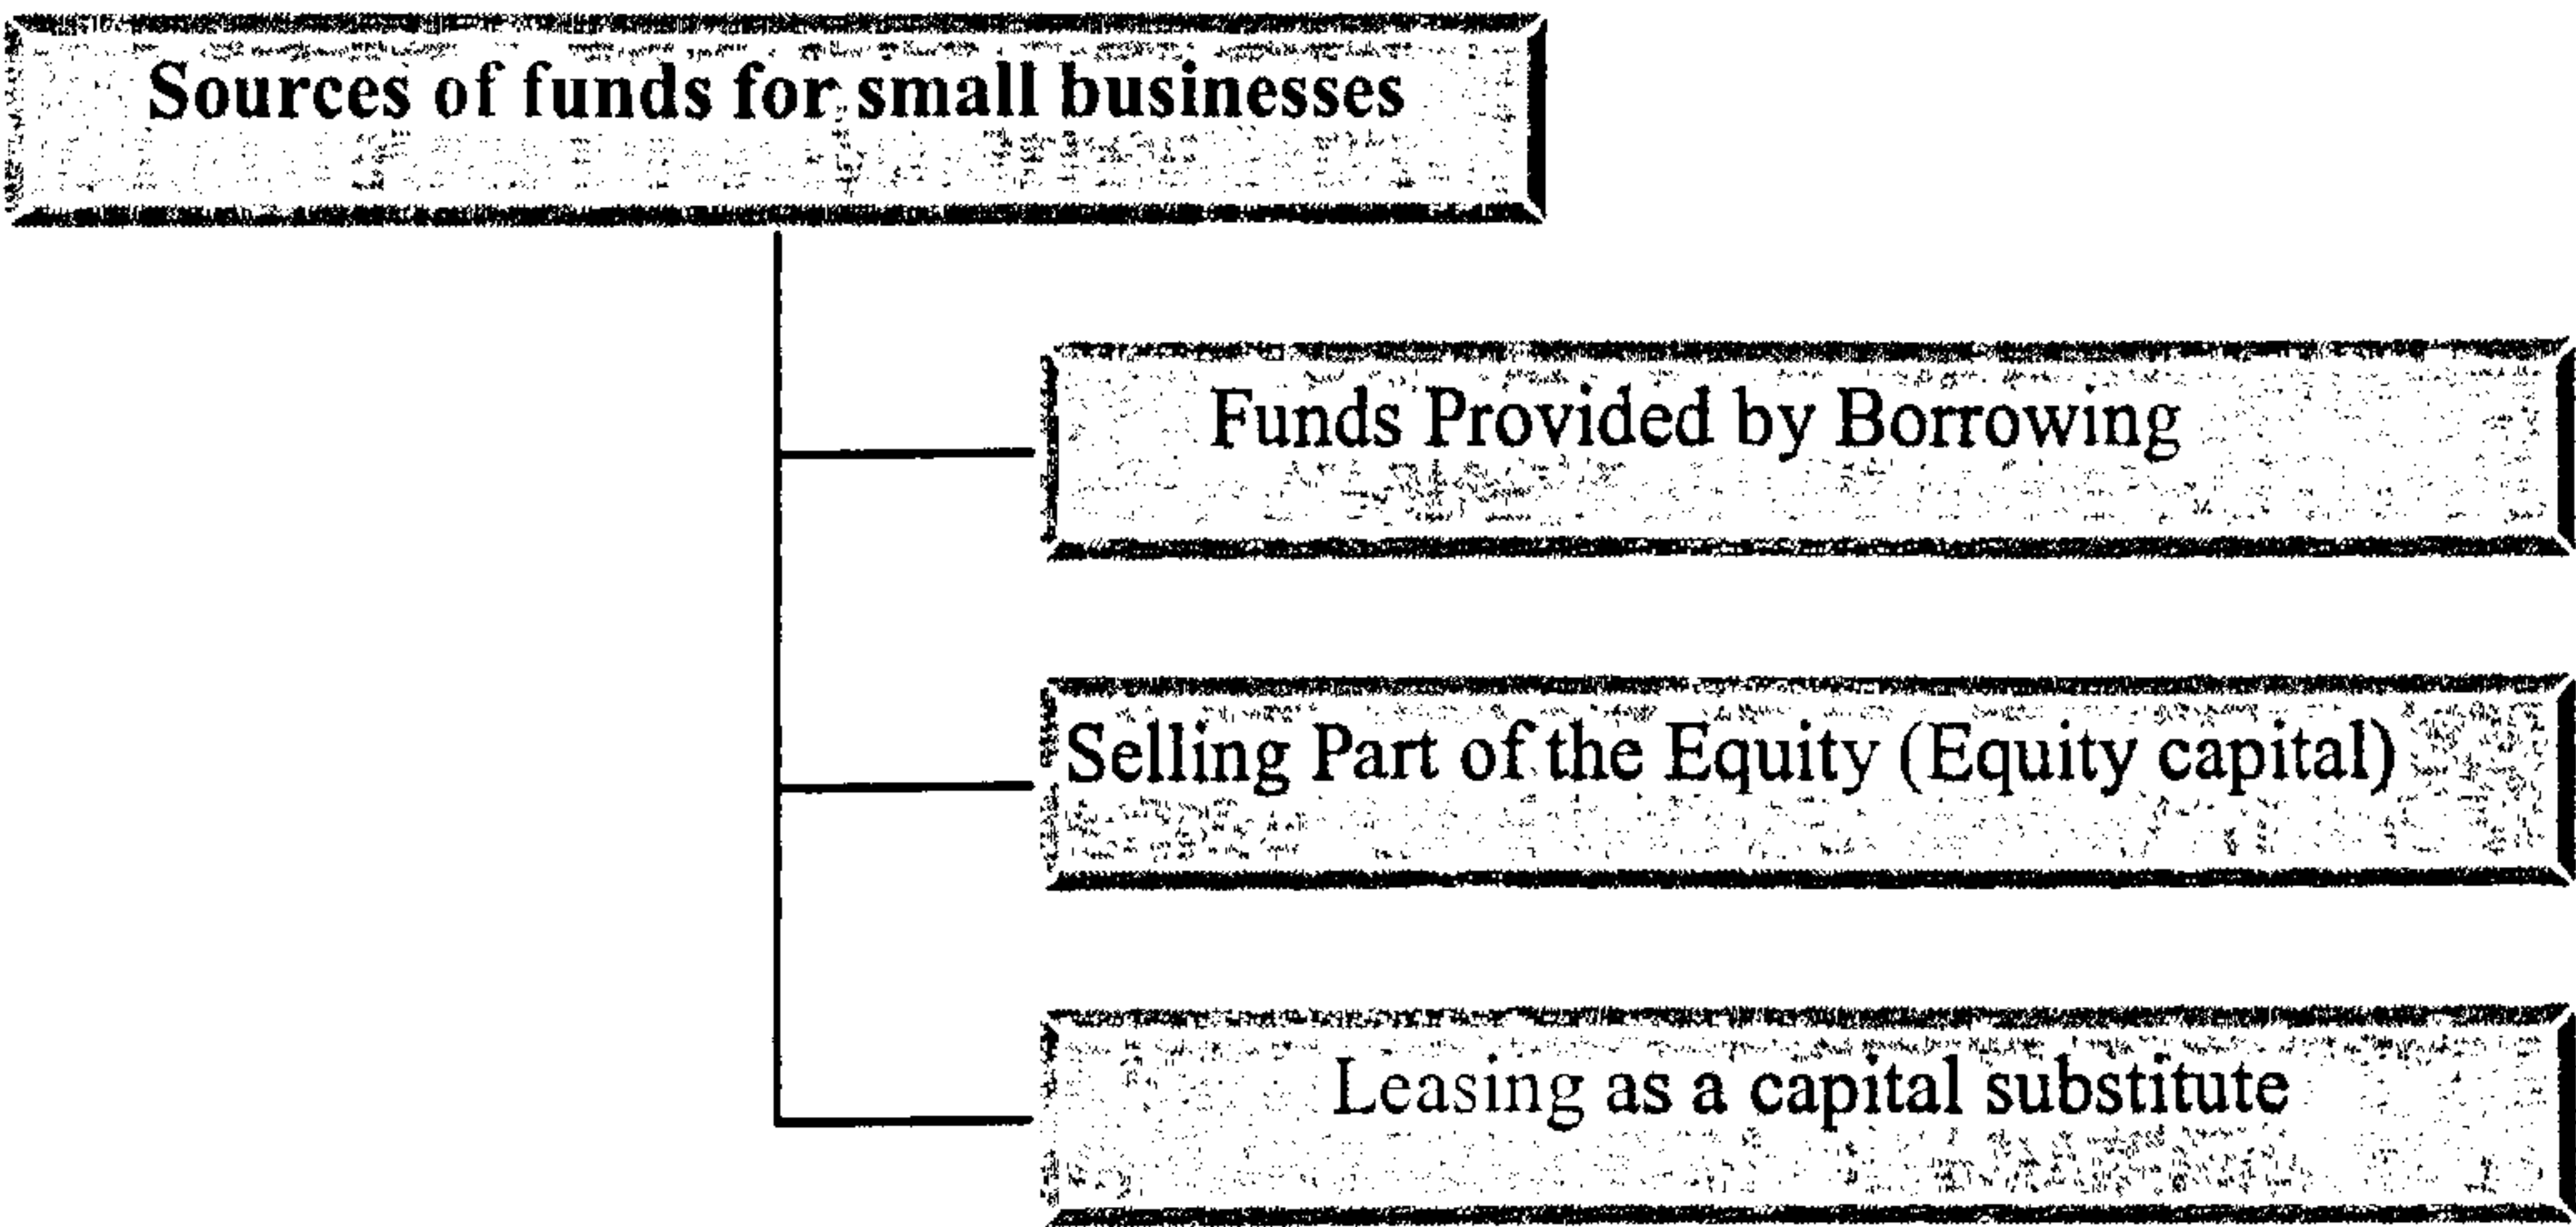 Sources of funds for small businesses
Funds Provided by Borrowing
Selling Part of the Equity (Equity capital)
Leasing as a capital substitute